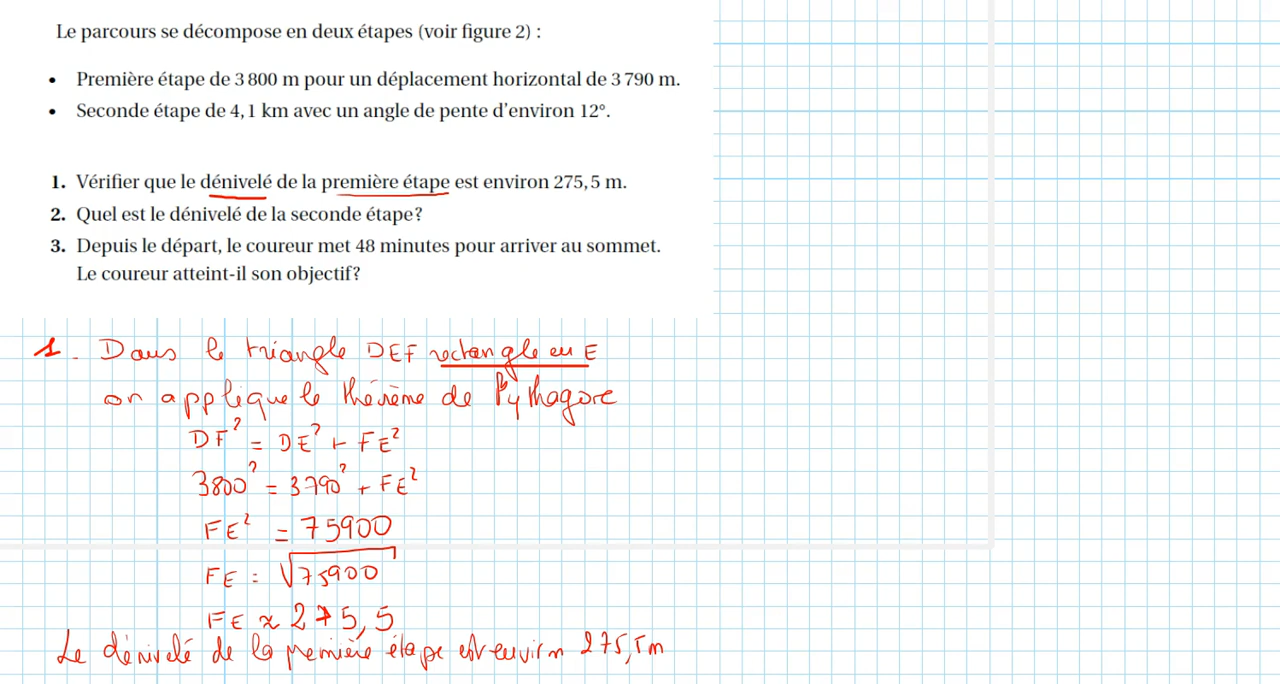 Le parcours se décompose en deux étapes (voir figure 2) :
• Première étape de 3 800 m pour un déplacement horizontal de 3 790 m.
• Seconde étape de 4,1 km avec un angle de pente d'environ 12°.
1. Vérifier que le dénivelé de la première étape est environ 275,5 m.
2. Quel est le dénivelé de la seconde étape?
3. Depuis le départ, le coureur met 48 minutes pour arriver au sommet.
Le coureur atteint-il son objectif?
1. Dans le triangle DEF rectangle en E
on applique le théorème de Pythagore
DF² = DE² + FE²
3800² = 3790² + FE²
FE² = 75900
FE = √75900
FE ≈ 275,5
Le dénivelé de la première étape est environ 275,5m